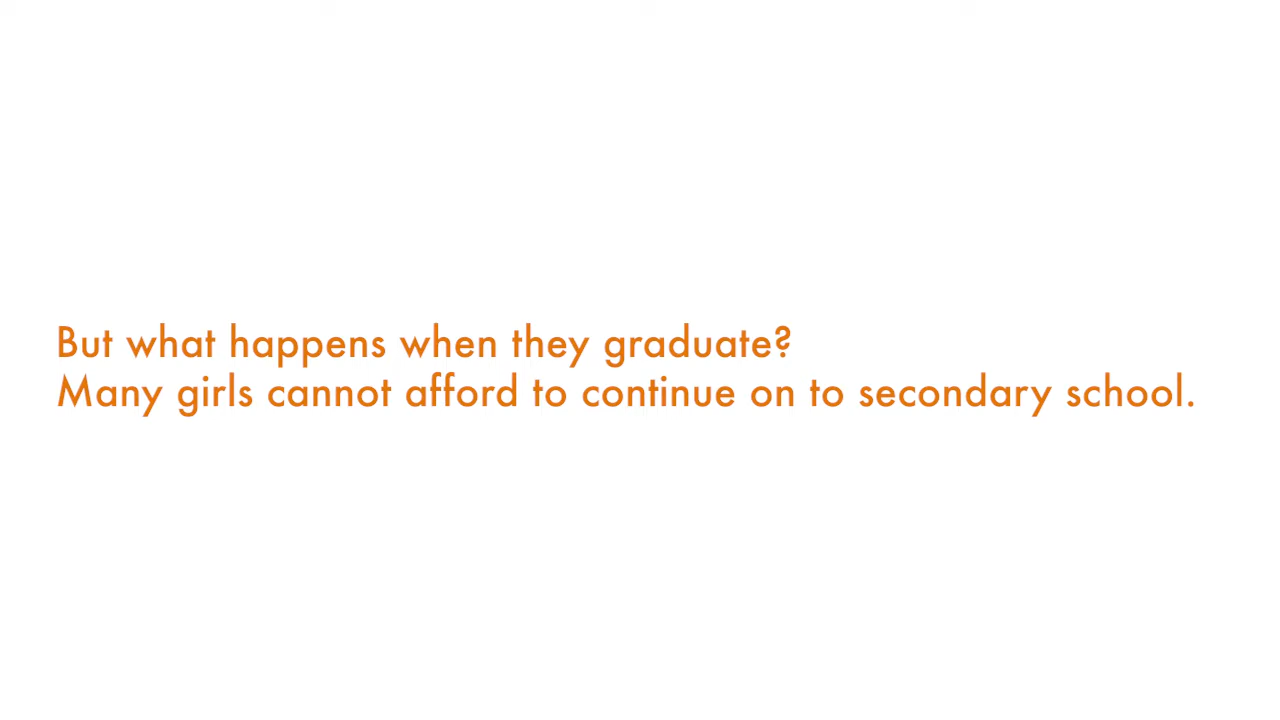 But what happens when they graduate?
Many girls cannot afford to continue on to secondary school.